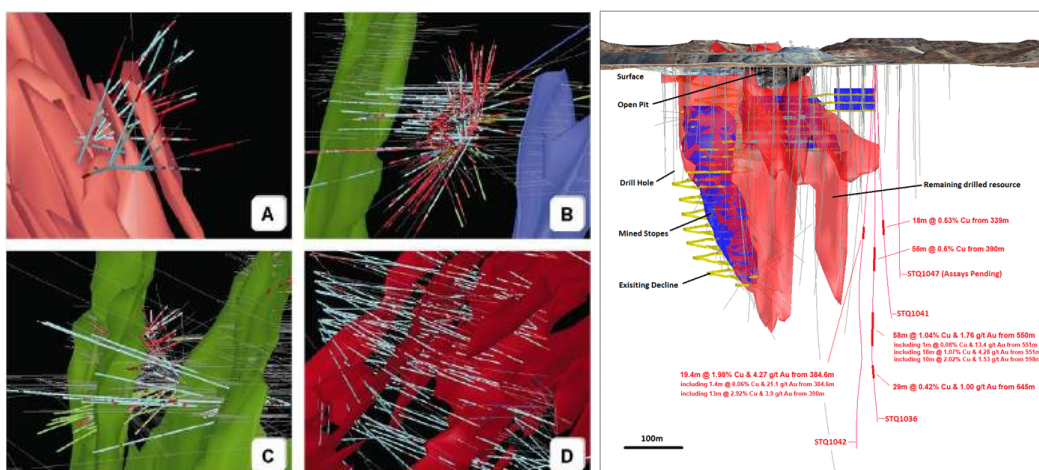 A
B
C
D
Surface
Open Pit
Drill Hole
Mined Stopes
Exisiting Decline
Remaining drilled resource
18m @ 0.53% Cu from 339m
56m @ 0.6% Cu from 390m
STQ1047 (Assays Pending)
STQ1041
58m @ 1.04% Cu & 1.76 g/t Au from 550m
including 1m @ 0.08% Cu & 13.4 g/t Au from 551m
including 18m @ 1.07% Cu & 4.28 g/t Au from 551m
including 10m @ 2.02% Cu & 1.53 g/t Au from 598m
19.4m @ 1.98% Cu & 4.27 g/t Au from 384.6m
including 1.4m @ 0.06% Cu & 21.1 g/t Au from 384.6m
including 13m @ 2.92% Cu & 3.9 g/t Au from 390m
29m @ 0.42% Cu & 1.00 g/t Au from 645m
STQ1036
STQ1042
100m